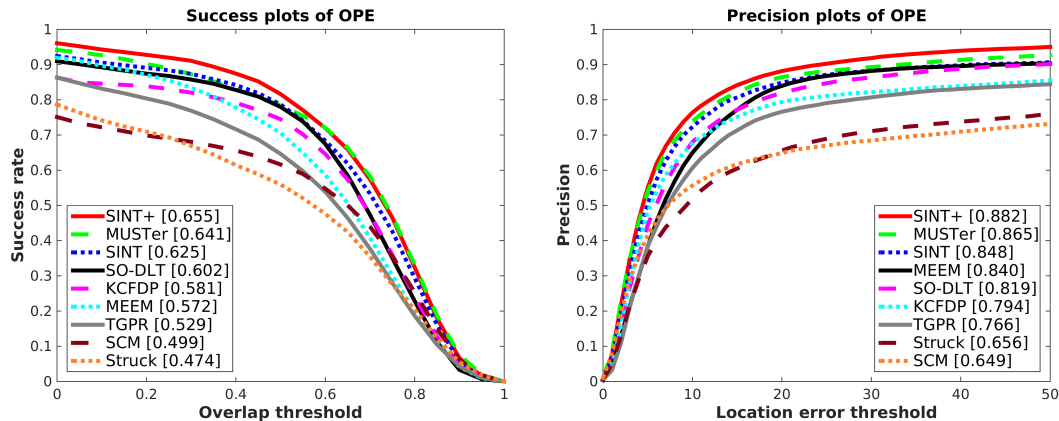 Success plots of OPE
1
0.9
0.8
0.7
0.6
0.5
0.4
0.3
0.2
0.1
0
Success rate
SINT+ [0.655]
MUSTer [0.641]
SINT [0.625]
SO-DLT [0.602]
KCFDP [0.581]
MEEM [0.572]
TGPR [0.529]
SCM [0.499]
Struck [0.474]
0 0.2 0.4 0.6 0.8 1
Overlap threshold
Precision plots of OPE
1
0.9
0.8
0.7
0.6
0.5
0.4
0.3
0.2
0.1
0
Precision
SINT+ [0.882]
MUSTer [0.865]
SINT [0.848]
MEEM [0.840]
SO-DLT [0.819]
KCFDP [0.794]
TGPR [0.766]
Struck [0.656]
SCM [0.649]
0 10 20 30 40 50
Location error threshold